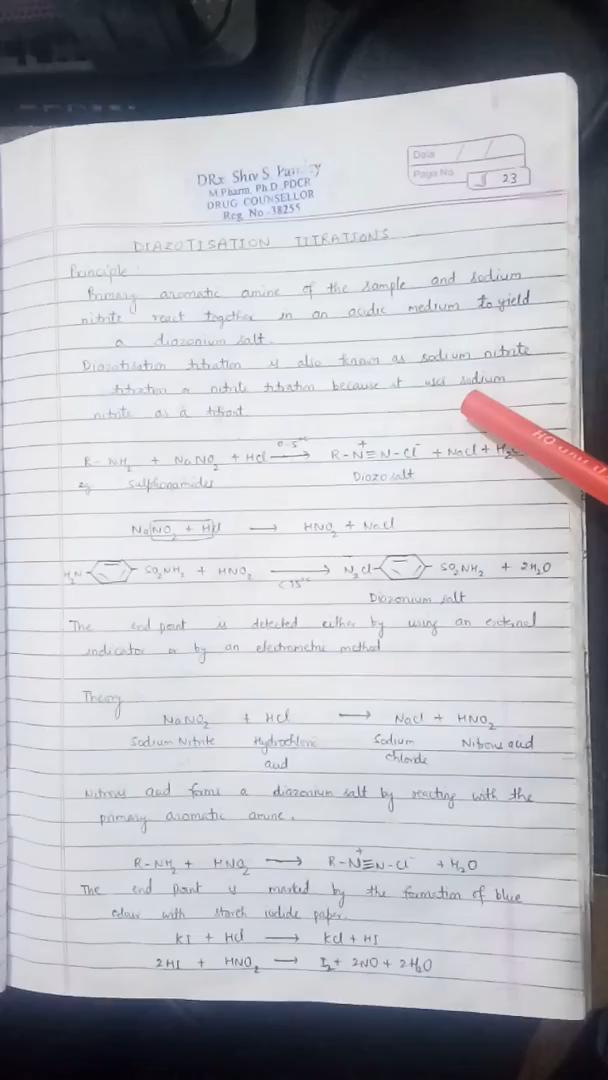 DRx Shiv S
M.Pharm, Ph.D, PDCR
DRUG COUNSELLOR
Reg No-38255
Date / /
Page No. 23
DIAZOTISATION TITRATIONS
Principle:
Primary aromatic amine of the sample and sodium
nitrite react together in an acidic medium to yield
a diazonium salt.
Diazotisation titration is also known as sodium nitrite
titration or nitrite titration because it uses sodium
nitrite as a titrant
R-NH₂ + NaNO₂ + HCl → 0-5°C R-N⁺≡N-Cl⁻ + NaCl + H₂
eg Sulphonamides Diazo salt
NaNO₂ + HCl → HNO₂ + NaCl
H₂N- -SO₂NH₂ + HNO₂ → <15°C N₂Cl- -SO₂NH₂ + 2H₂O
Diazonium salt
The end point is detected either by using an external
indicator or by an electrometric method
Theory
NaNO₂ + HCl → NaCl + HNO₂
Sodium Nitrite Hydrochloric Sodium Nitrous acid
acid chloride
Nitrous acid forms a diazonium salt by reacting with the
primary aromatic amine.
R-NH₂ + HNO₂ → R-N⁺≡N-Cl⁻ + H₂O
The end point is marked by the formation of blue
colour with starch iodide paper.
KI + HCl → KCl + HI
2HI + HNO₂ → I₂ + 2NO + 2H₂O